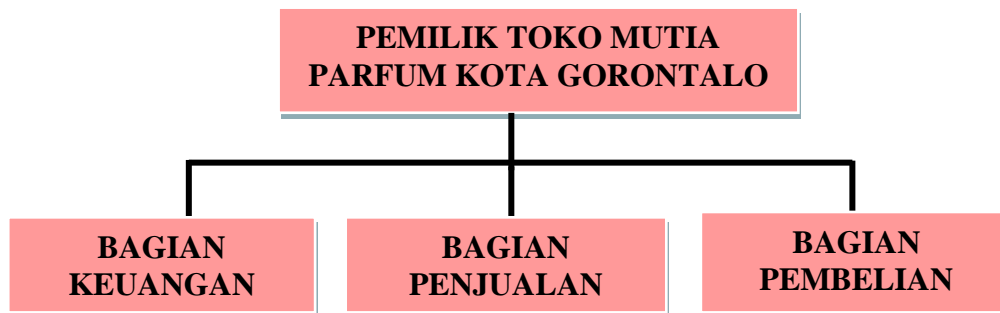 PEMILIK TOKO MUTIA
PARFUM KOTA GORONTALO
BAGIAN
KEUANGAN
BAGIAN
PENJUALAN
BAGIAN
PEMBELIAN